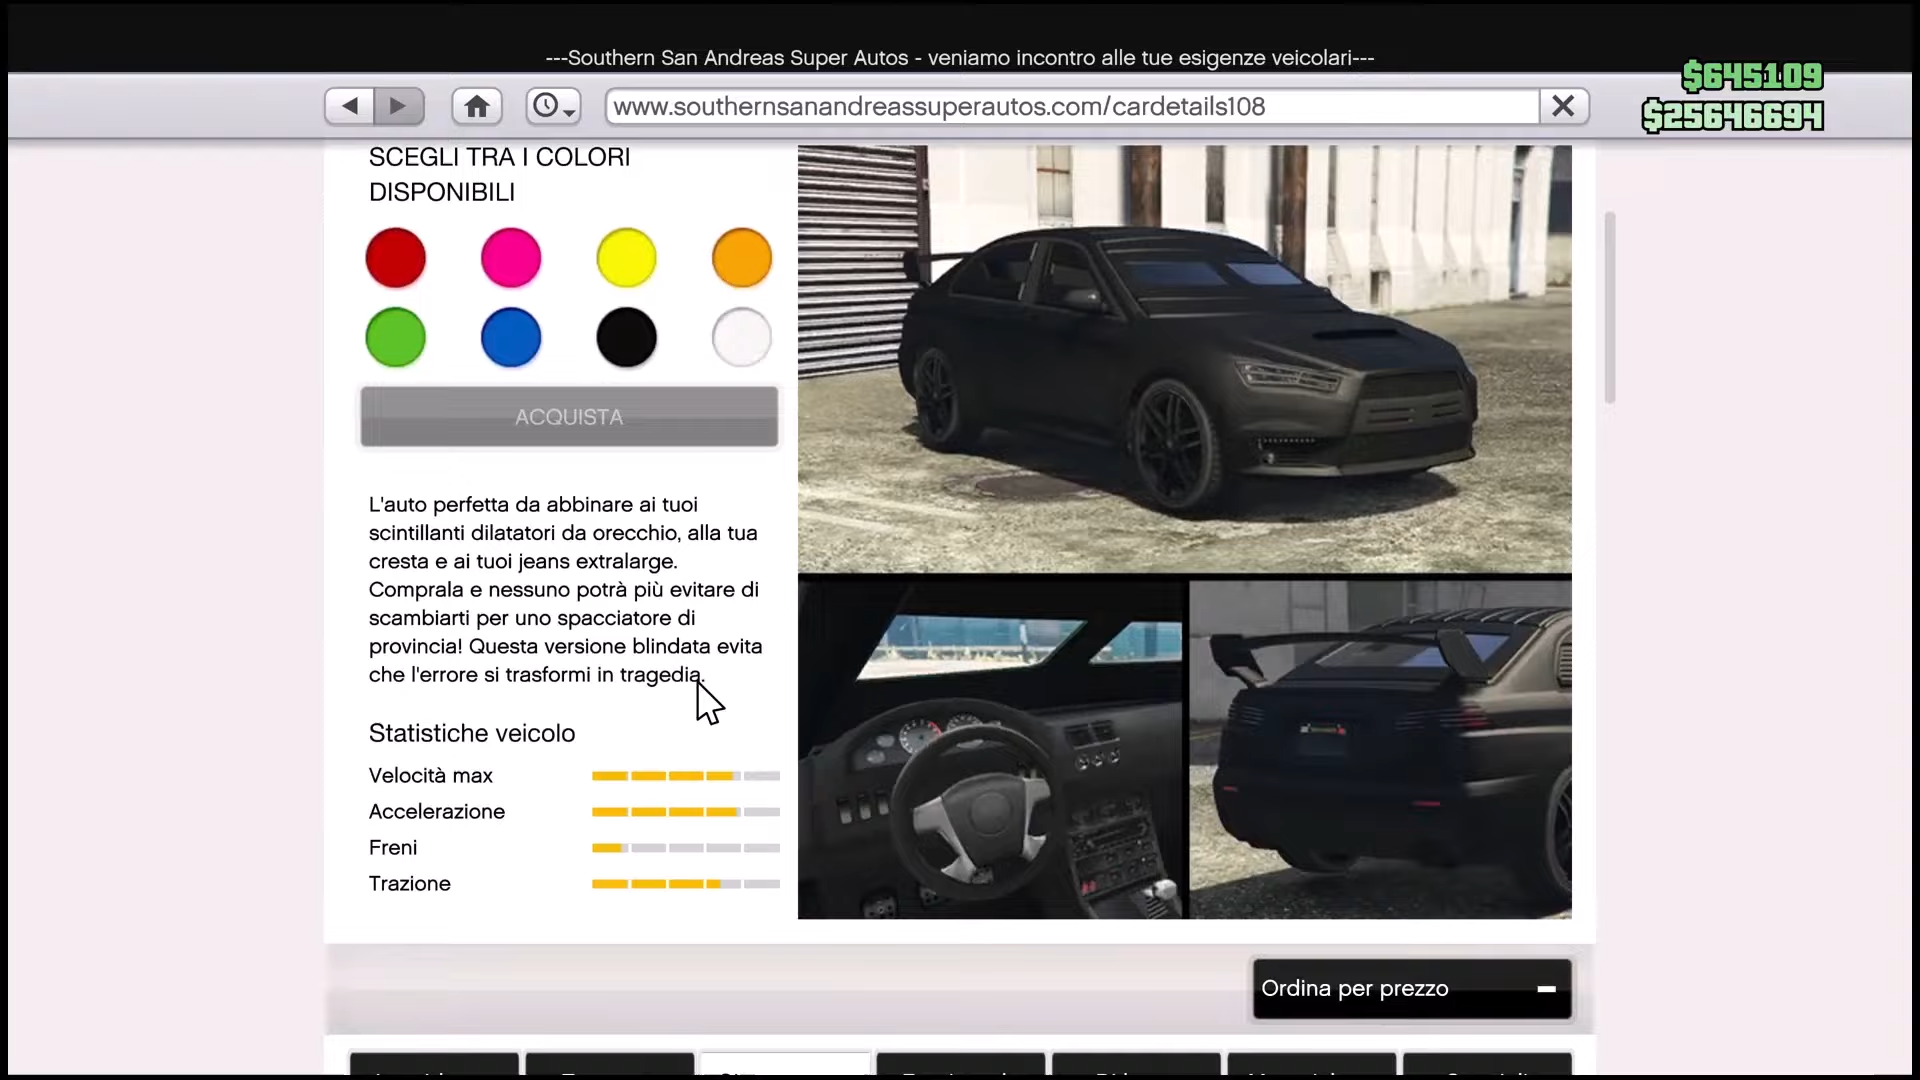 ---Southern San Andreas Super Autos - veniamo incontro alle tue esigenze veicolari---
$645109
$25646694
www.southernsanandreassuperautos.com/cardetails108
SCEGLI TRA I COLORI
DISPONIBILI
ACQUISTA
L'auto perfetta da abbinare ai tuoi
scintillanti dilatatori da orecchio, alla tua
cresta e ai tuoi jeans extralarge.
Comprala e nessuno potrà più evitare di
scambiarti per uno spacciatore di
provincia! Questa versione blindata evita
che l'errore si trasformi in tragedia.
Statistiche veicolo
Velocità max
Accelerazione
Freni
Trazione
Ordina per prezzo